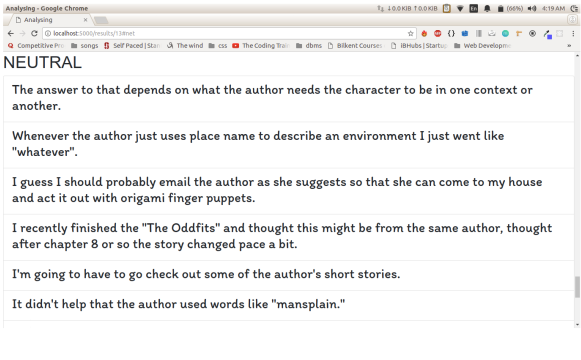 Analysing - Google Chrome
(66%) 4:19 AM
Analysing
localhost:5000/results/13#net
Competitive Pro songs Self Paced | Stan The wind css The Coding Train dbms Bilkent Courses IBHubs | Startup Web Developme
NEUTRAL
The answer to that depends on what the author needs the character to be in one context or
another.
Whenever the author just uses place name to describe an environment I just went like
"whatever".
I guess I should probably email the author as she suggests so that she can come to my house
and act it out with origami finger puppets.
I recently finished the "The Oddfits" and thought this might be from the same author, thought
after chapter 8 or so the story changed pace a bit.
I'm going to have to go check out some of the author's short stories.
It didn't help that the author used words like "mansplain."